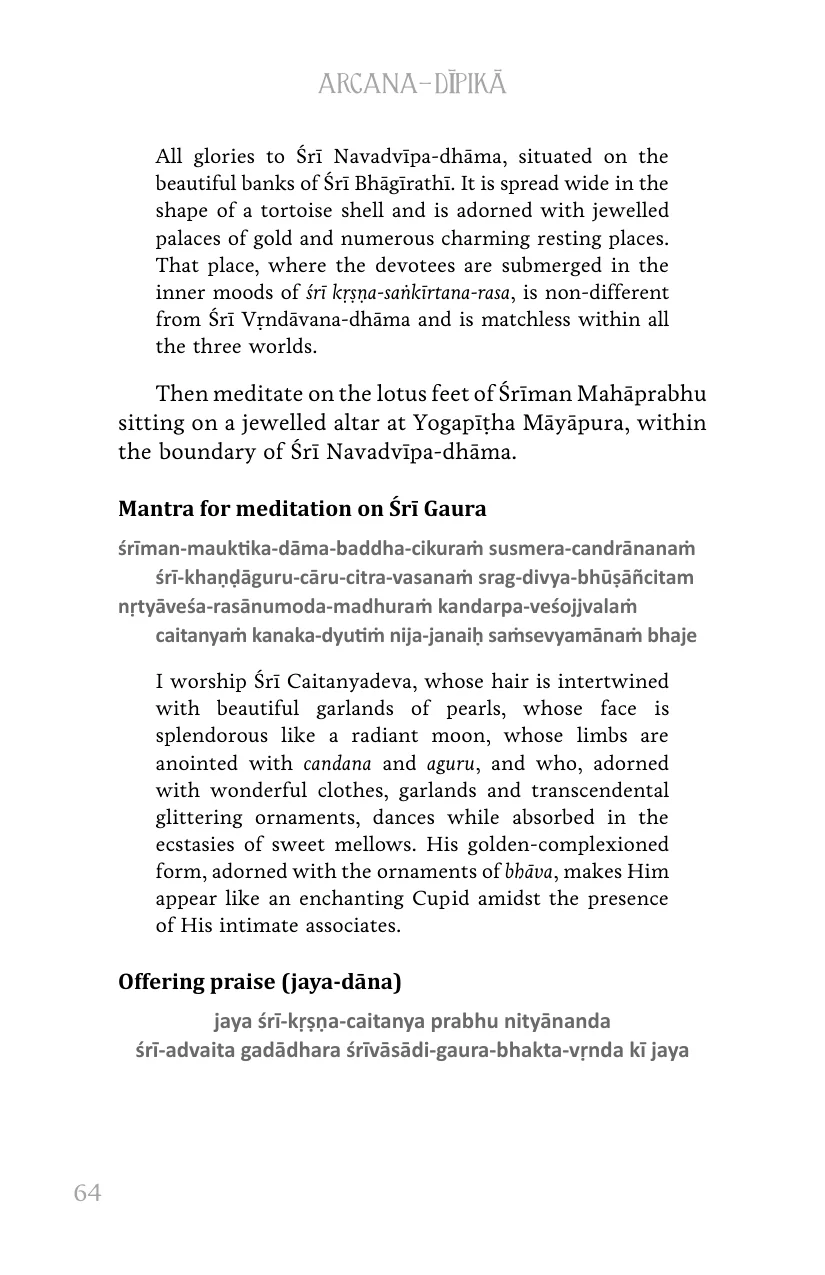 ARCANA-DĪPIKĀ
All glories to Śrī Navadvīpa-dhāma, situated on the
beautiful banks of Śrī Bhāgīrathī. It is spread wide in the
shape of a tortoise shell and is adorned with jewelled
palaces of gold and numerous charming resting places.
That place, where the devotees are submerged in the
inner moods of śrī kṛṣṇa-saṅkīrtana-rasa, is non-different
from Śrī Vṛndāvana-dhāma and is matchless within all
the three worlds.
Then meditate on the lotus feet of Śrīman Mahāprabhu
sitting on a jewelled altar at Yogapīṭha Māyāpura, within
the boundary of Śrī Navadvīpa-dhāma.
Mantra for meditation on Śrī Gaura
śrīman-mauktika-dāma-baddha-cikuraṁ susmera-candrānanaṁ
śrī-khaṇḍāguru-cāru-citra-vasanaṁ srag-divya-bhūṣāñcitam
nṛtyāveśa-rasānumoda-madhuraṁ kandarpa-veśojjvalaṁ
caitanyaṁ kanaka-dyutiṁ nija-janaiḥ saṁsevyamānaṁ bhaje
I worship Śrī Caitanyadeva, whose hair is intertwined
with beautiful garlands of pearls, whose face is
splendorous like a radiant moon, whose limbs are
anointed with candana and aguru, and who, adorned
with wonderful clothes, garlands and transcendental
glittering ornaments, dances while absorbed in the
ecstasies of sweet mellows. His golden-complexioned
form, adorned with the ornaments of bhāva, makes Him
appear like an enchanting Cupid amidst the presence
of His intimate associates.
Offering praise (jaya-dāna)
jaya śrī-kṛṣṇa-caitanya prabhu nityānanda
śrī-advaita gadādhara śrīvāsādi-gaura-bhakta-vṛnda kī jaya
64